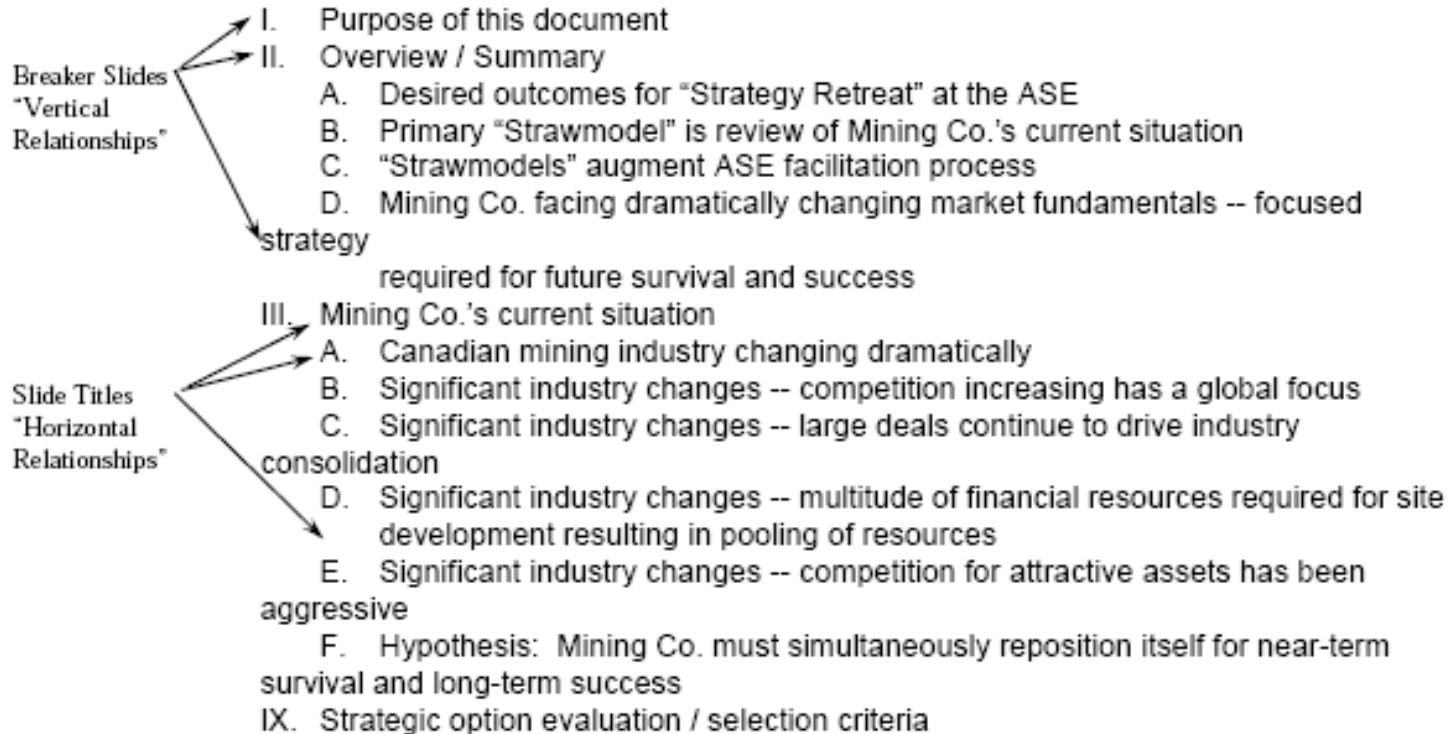 Breaker Slides
"Vertical
Relationships"
I. Purpose of this document
II. Overview / Summary
A. Desired outcomes for “Strategy Retreat” at the ASE
B. Primary “Strawmodel” is review of Mining Co.’s current situation
C. “Strawmodels” augment ASE facilitation process
D. Mining Co. facing dramatically changing market fundamentals -- focused
strategy
required for future survival and success
Slide Titles
"Horizontal
Relationships"
III. Mining Co.’s current situation
A. Canadian mining industry changing dramatically
B. Significant industry changes -- competition increasing has a global focus
C. Significant industry changes -- large deals continue to drive industry
consolidation
D. Significant industry changes -- multitude of financial resources required for site
development resulting in pooling of resources
E. Significant industry changes -- competition for attractive assets has been
aggressive
F. Hypothesis: Mining Co. must simultaneously reposition itself for near-term
survival and long-term success
IX. Strategic option evaluation / selection criteria